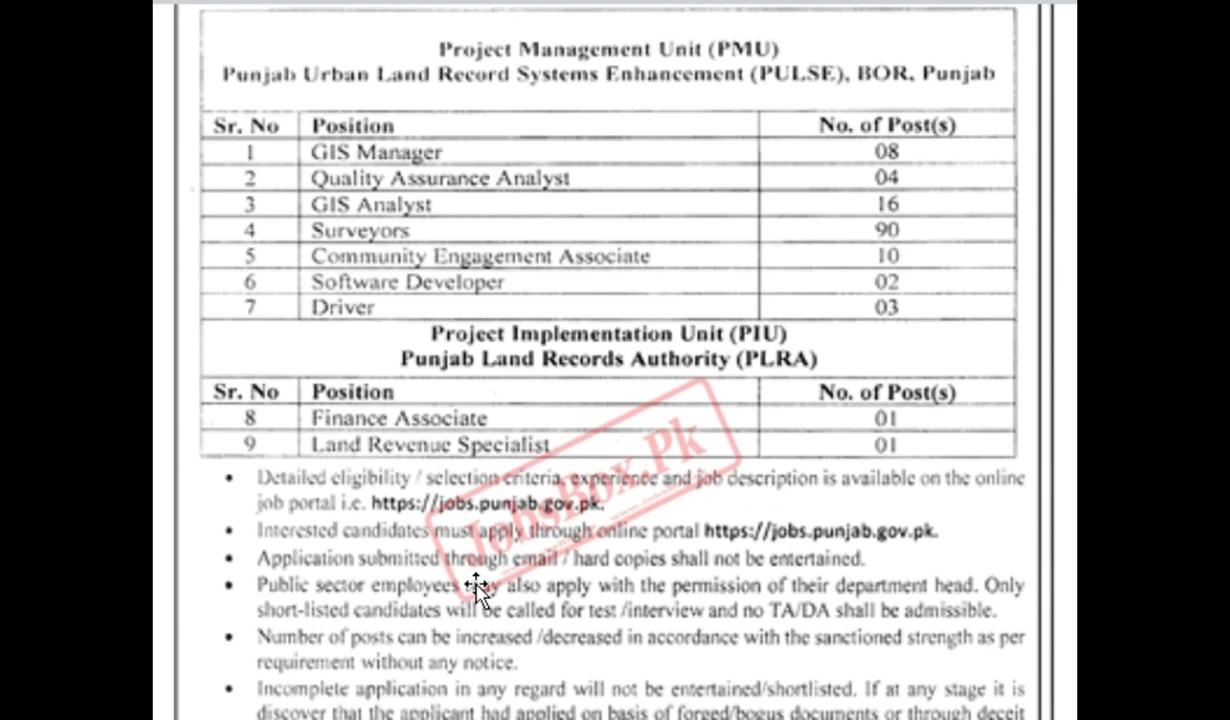 Project Management Unit (PMU)
Punjab Urban Land Record Systems Enhancement (PULSE), BOR, Punjab
Sr. No Position No. of Post(s)
1 GIS Manager 08
2 Quality Assurance Analyst 04
3 GIS Analyst 16
4 Surveyors 90
5 Community Engagement Associate 10
6 Software Developer 02
7 Driver 03
Project Implementation Unit (PIU)
Punjab Land Records Authority (PLRA)
Sr. No Position No. of Post(s)
8 Finance Associate 01
9 Land Revenue Specialist 01
• Detailed eligibility / selection criteria, experience and job description is available on the online
job portal i.e. https://jobs.punjab.gov.pk.
• Interested candidates must apply through online portal https://jobs.punjab.gov.pk.
• Application submitted through email / hard copies shall not be entertained.
• Public sector employees may also apply with the permission of their department head. Only
short-listed candidates will be called for test /interview and no TA/DA shall be admissible.
• Number of posts can be increased /decreased in accordance with the sanctioned strength as per
requirement without any notice.
• Incomplete application in any regard will not be entertained/shortlisted. If at any stage it is
discover that the applicant had applied on basis of forged/bogus documents or through deceit
JobsBox.Pk